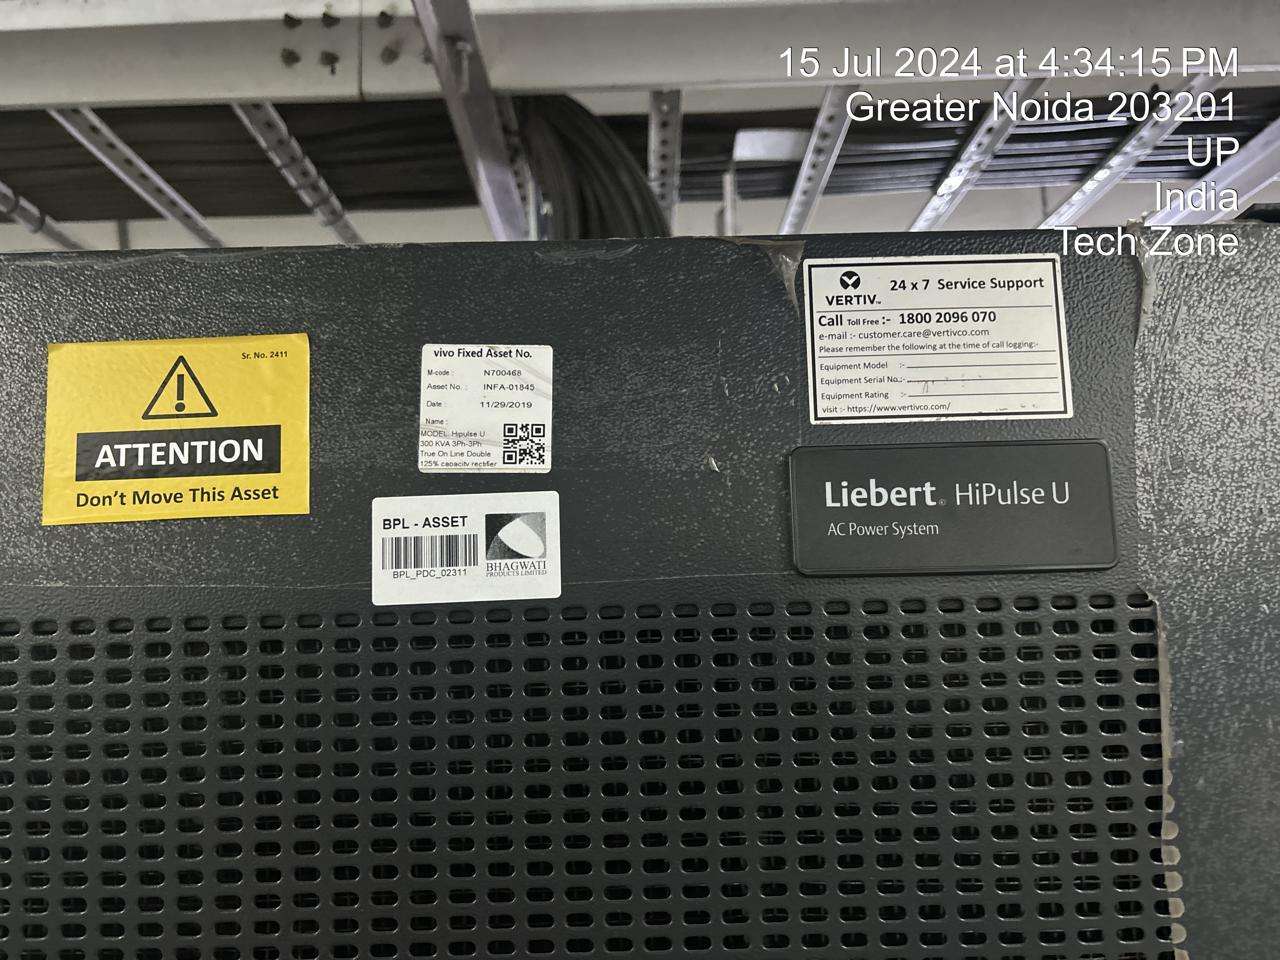 15 Jul 2024 at 4:34:15 PM
Greater Noida 203201
UP
India
Tech Zone
Sr. No. 2411
ATTENTION
Don't Move This Asset
vivo Fixed Asset No.
M-code : N700468
Asset No. : INFA-01845
Date : 11/29/2019
Name :
MODEL: Hipulse U
300 KVA 3Ph-3Ph
True On Line Double
125% capacity rectifier
BPL - ASSET
BPL_PDC_02311
BHAGWATI
PRODUCTS LIMITED
VERTIV™
24 x 7 Service Support
Call Toll Free :- 1800 2096 070
e-mail :- customer.care@vertivco.com
Please remember the following at the time of call logging:-
Equipment Model :-
Equipment Serial No.:-
Equipment Rating :-
visit :- https://www.vertivco.com/
Liebert® HiPulse U
AC Power System